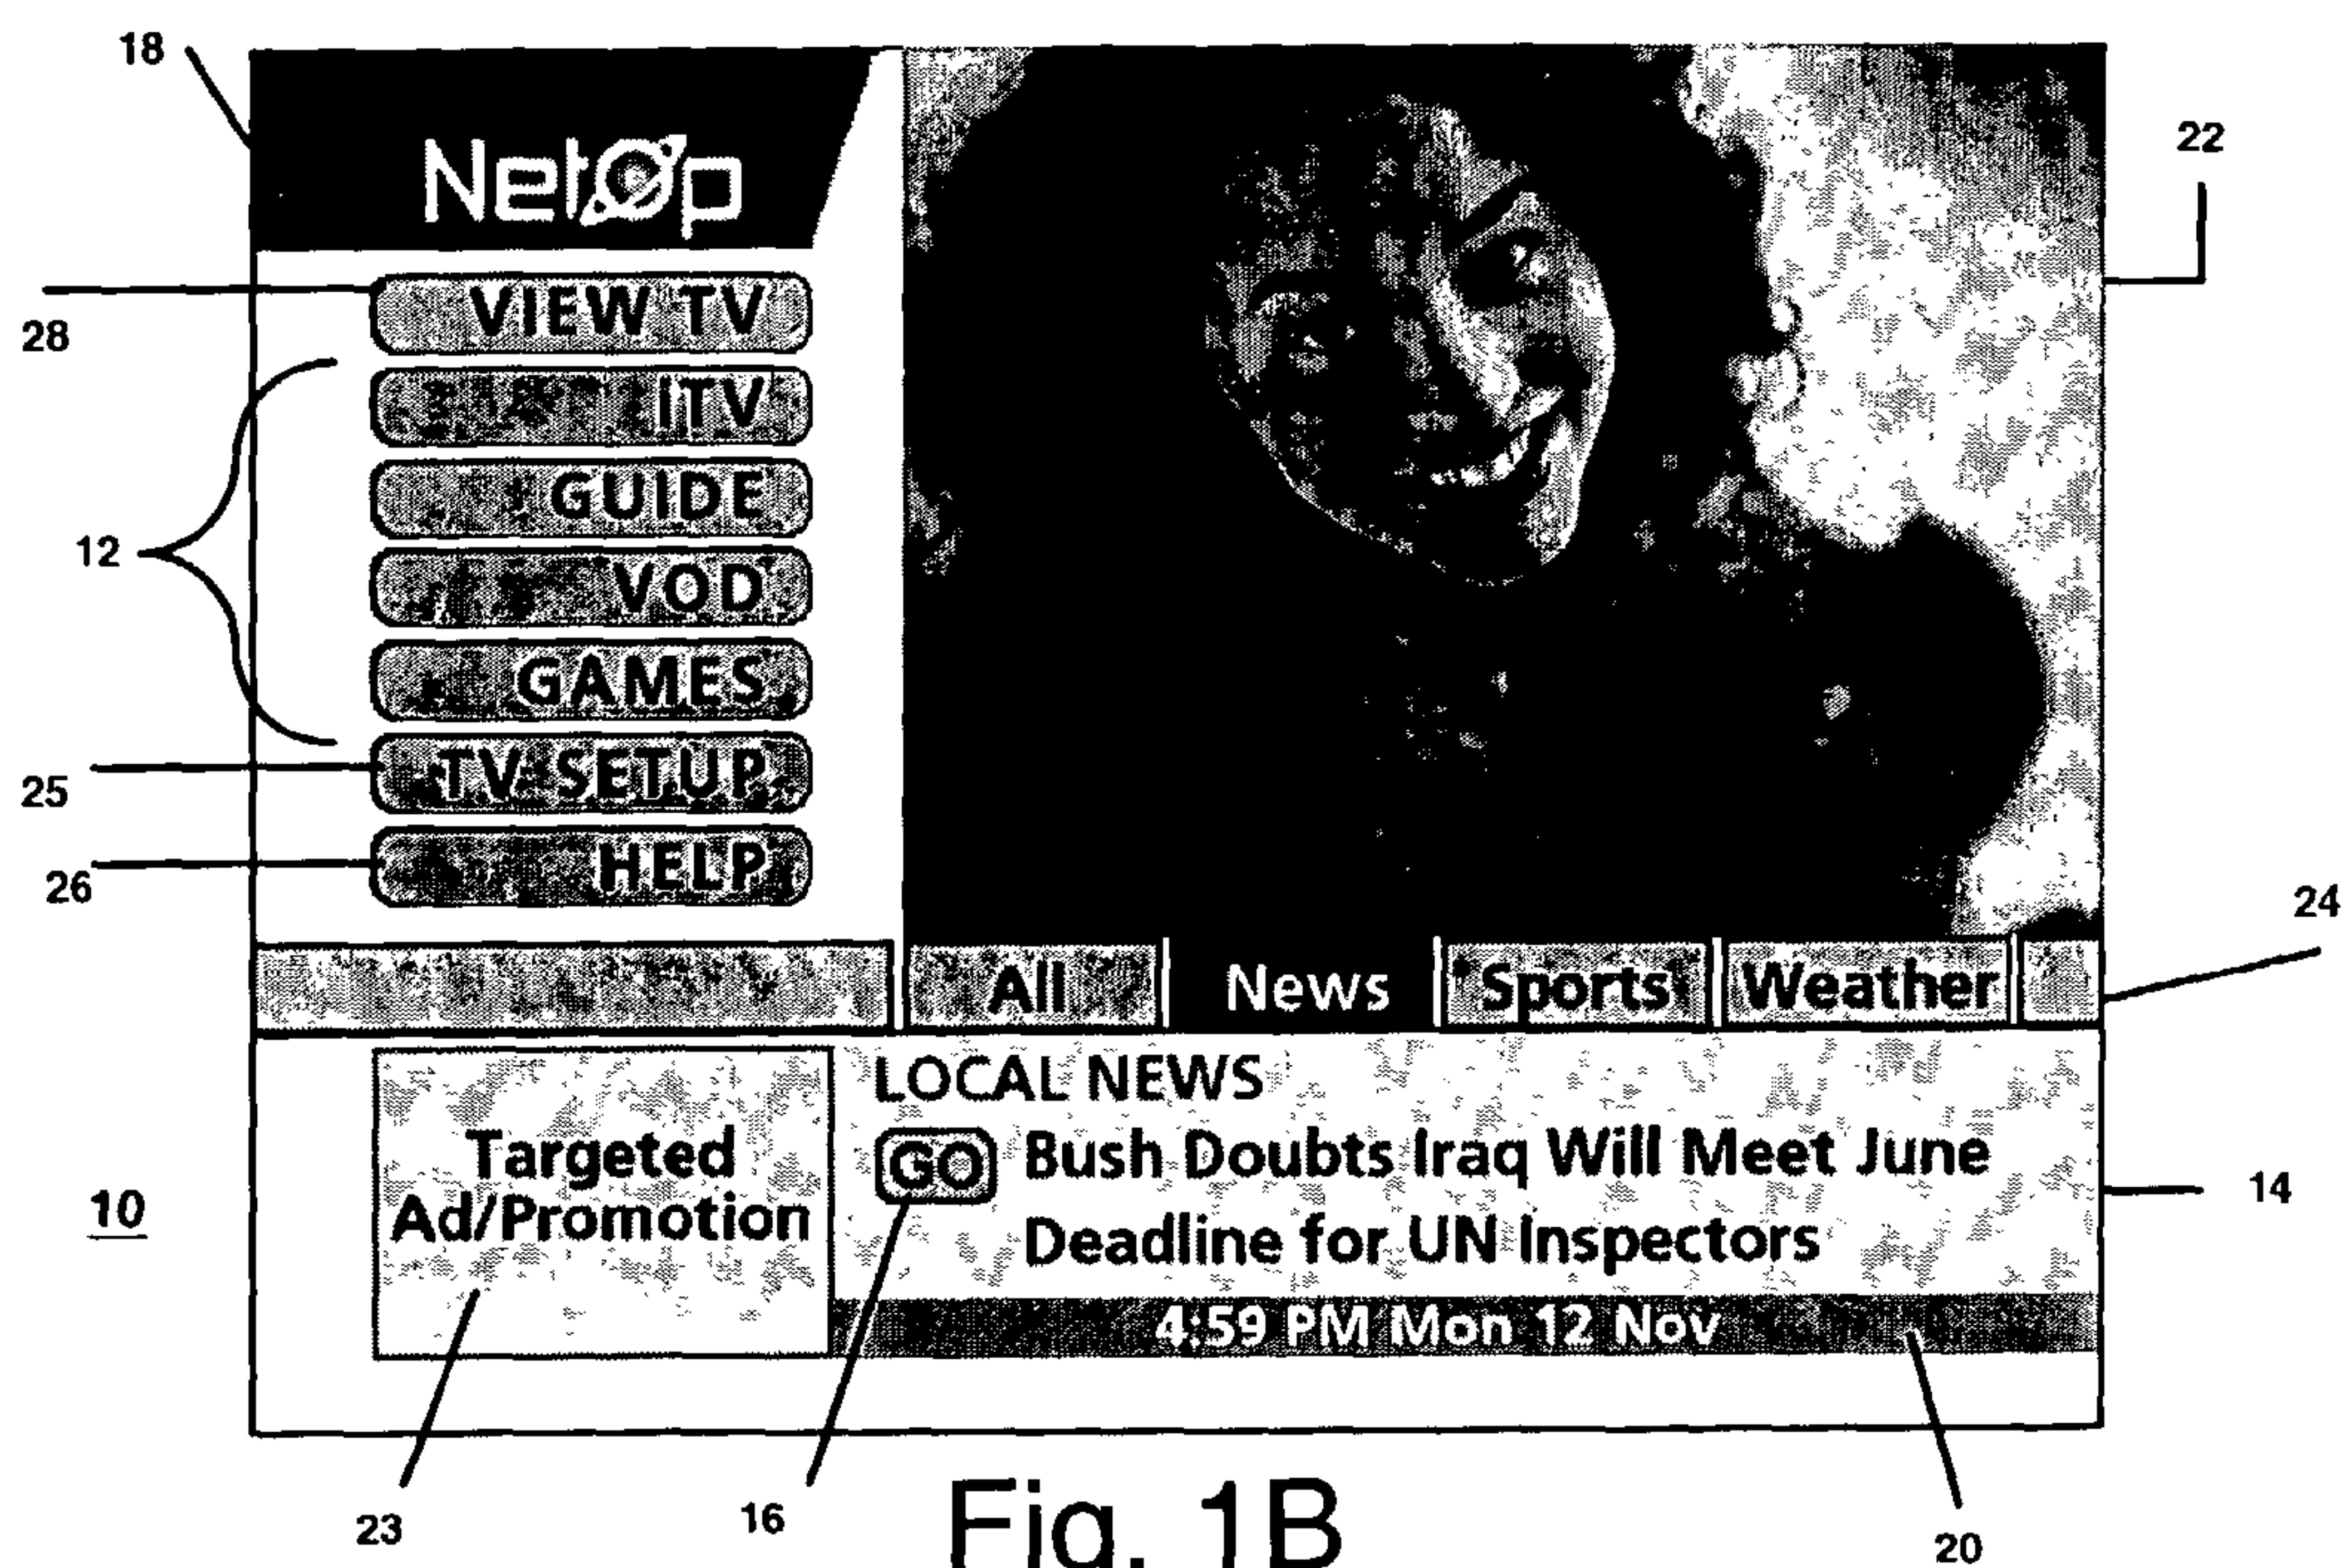 18
NetOp
22
VIEW TV
28
ITV
GUIDE
12
VOD
GAMES
TV SETUP
25
HELP
26
24
All News Sports Weather
LOCAL NEWS
GO Bush Doubts Iraq Will Meet June
Deadline for UN Inspectors
Targeted
Ad/Promotion
10
14
4:59 PM Mon 12 Nov
23
16
20
Fig. 1B